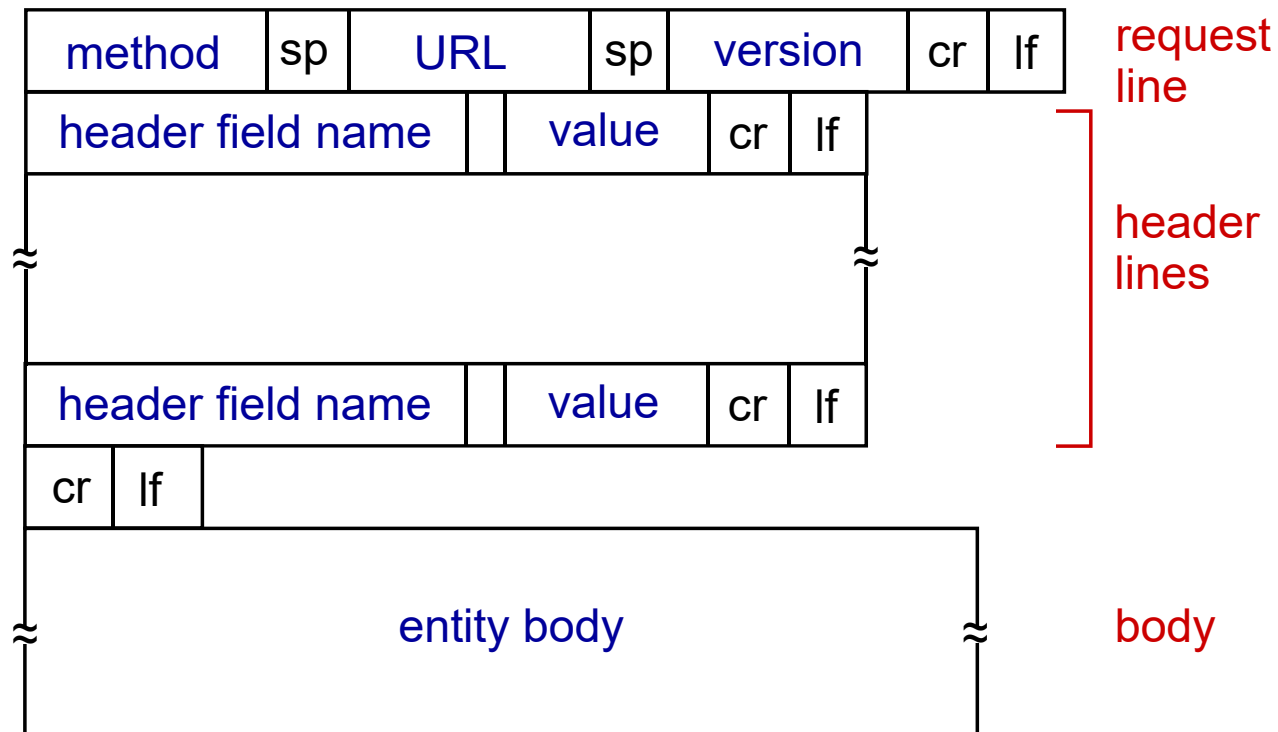 method sp URL sp version cr lf
request
line
header field name value cr lf
header
lines
header field name value cr lf
cr lf
entity body
body